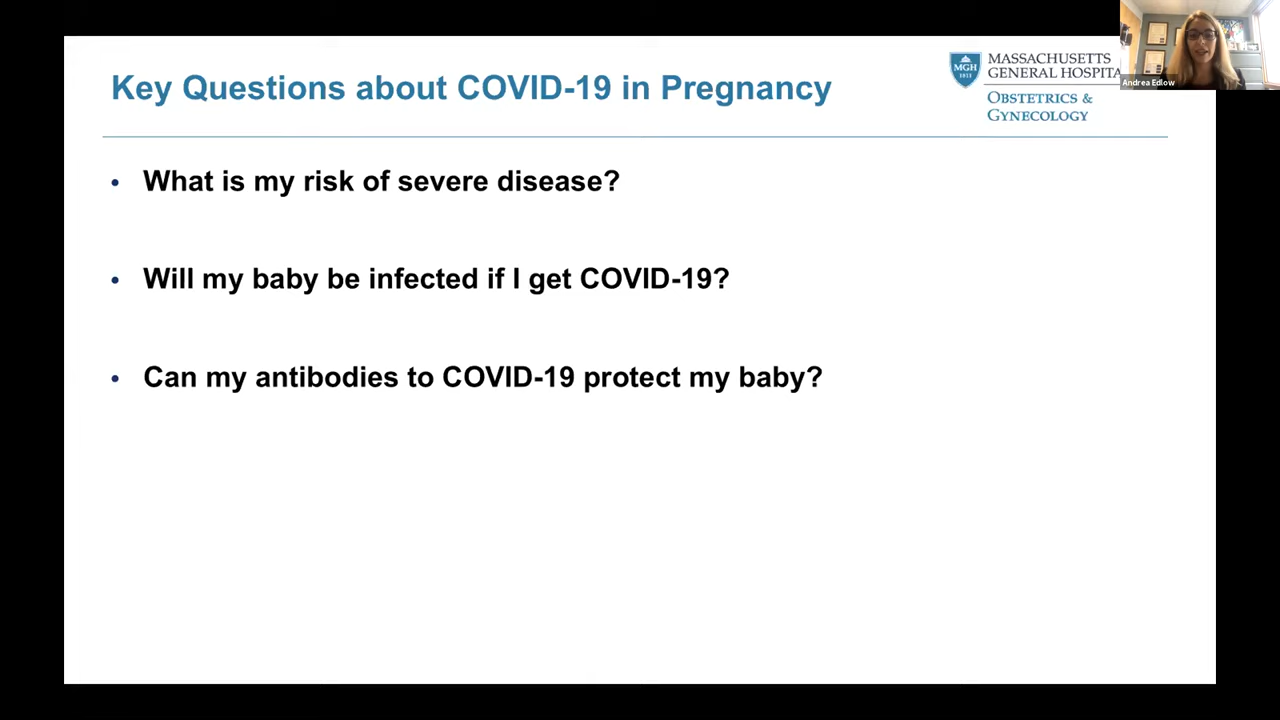 Key Questions about COVID-19 in Pregnancy
MGH
1811
MASSACHUSETTS
GENERAL HOSPITA
OBSTETRICS &
GYNECOLOGY
Andrea Edlow
• What is my risk of severe disease?
• Will my baby be infected if I get COVID-19?
• Can my antibodies to COVID-19 protect my baby?